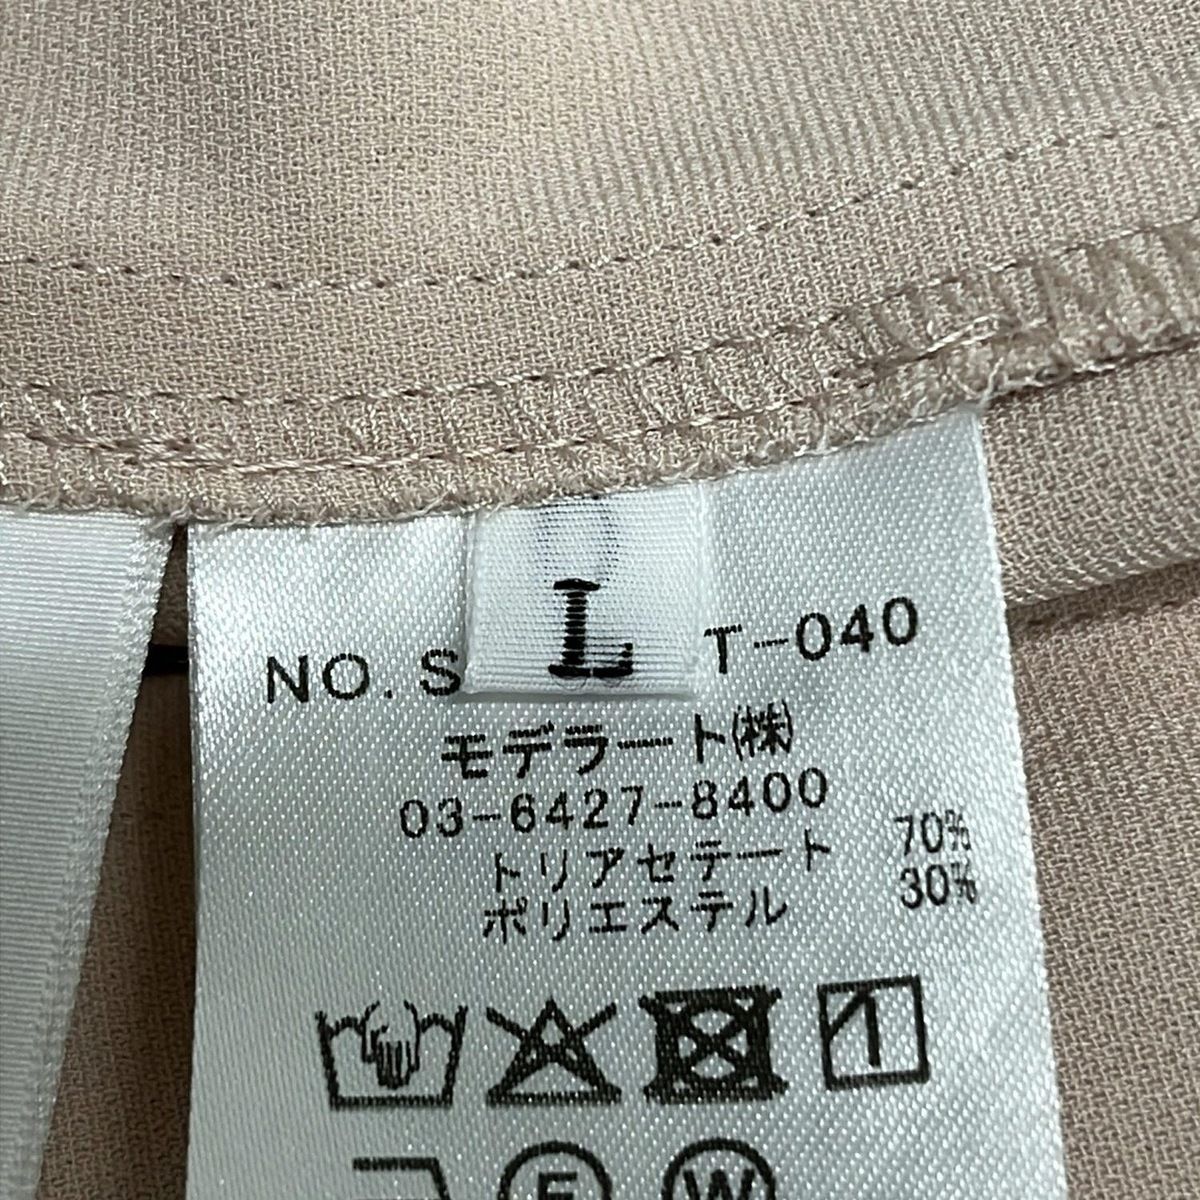 L
NO. S T-040
モデラート㈱
03-6427-8400
トリアセテート 70%
ポリエステル 30%
F W